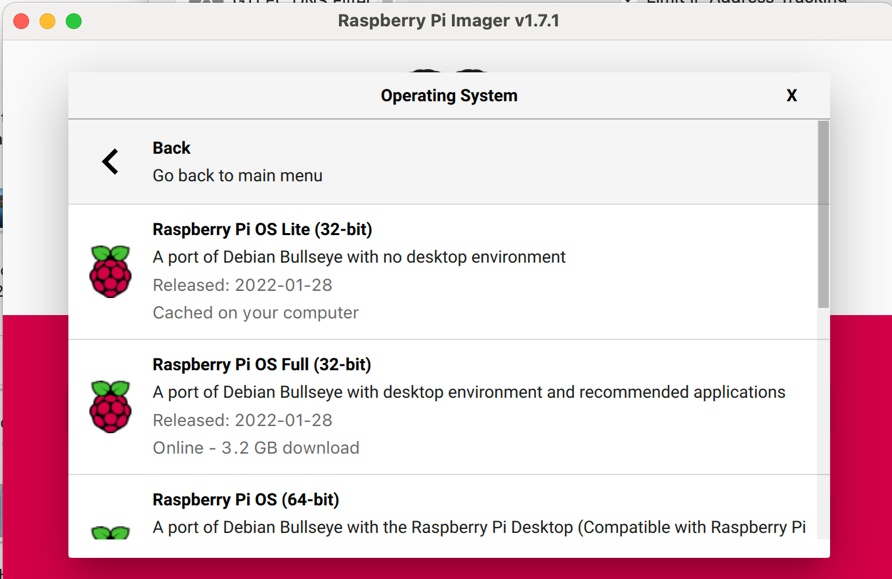 Raspberry Pi Imager v1.7.1
Operating System
X
Back
Go back to main menu
Raspberry Pi OS Lite (32-bit)
A port of Debian Bullseye with no desktop environment
Released: 2022-01-28
Cached on your computer
Raspberry Pi OS Full (32-bit)
A port of Debian Bullseye with desktop environment and recommended applications
Released: 2022-01-28
Online - 3.2 GB download
Raspberry Pi OS (64-bit)
A port of Debian Bullseye with the Raspberry Pi Desktop (Compatible with Raspberry Pi